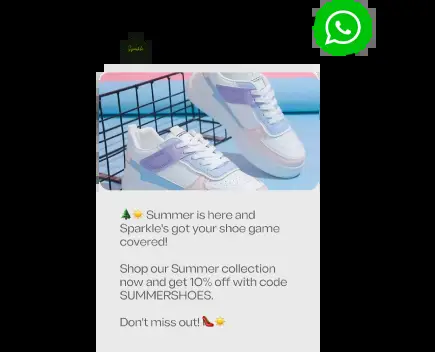 Sparkle
🌲☀️ Summer is here and
Sparkle's got your shoe game
covered!
Shop our Summer collection
now and get 10% off with code
SUMMERSHOES.
Don't miss out! 👠☀️